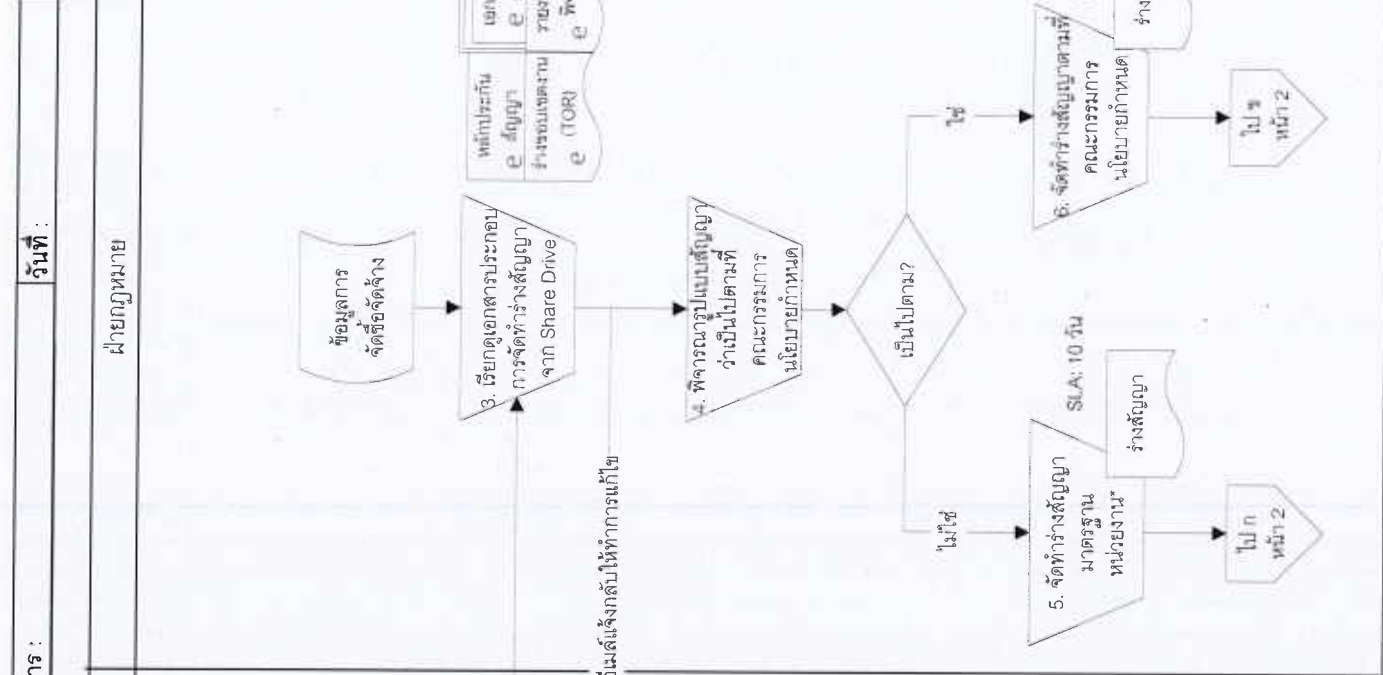 วันที่ :
ฝ่ายกฎหมาย
ข้อมูลการ
จัดซื้อจัดจ้าง
3. เรียกดูเอกสารประกอบ
การจัดทำร่างสัญญา
จาก Share Drive
หลักประกัน
e สัญญา
ร่างขอบเขตงาน
e (TOR)
e
e
เมล์แจ้งกลับให้ทำการแก้ไข
4. พิจารณารูปแบบสัญญา
ว่าเป็นไปตามที่
คณะกรรมการ
นโยบายกำหนด
เป็นไปตาม?
ไม่ใช่
ใช่
5. จัดทำร่างสัญญา
มาตรฐาน
หน่วยงาน*
SLA: 10 วัน
ร่างสัญญา
ไป ก
หน้า 2
6. จัดทำร่างสัญญาตามที่
คณะกรรมการ
นโยบายกำหนด
ร่าง
ไป ข
หน้า 2